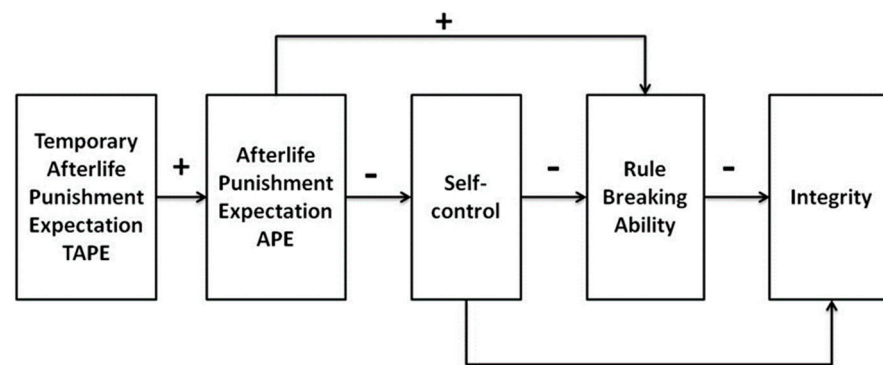 +
Temporary
Afterlife
Punishment
Expectation
TAPE
+
Afterlife
Punishment
Expectation
APE
-
Self-
control
-
Rule
Breaking
Ability
-
Integrity